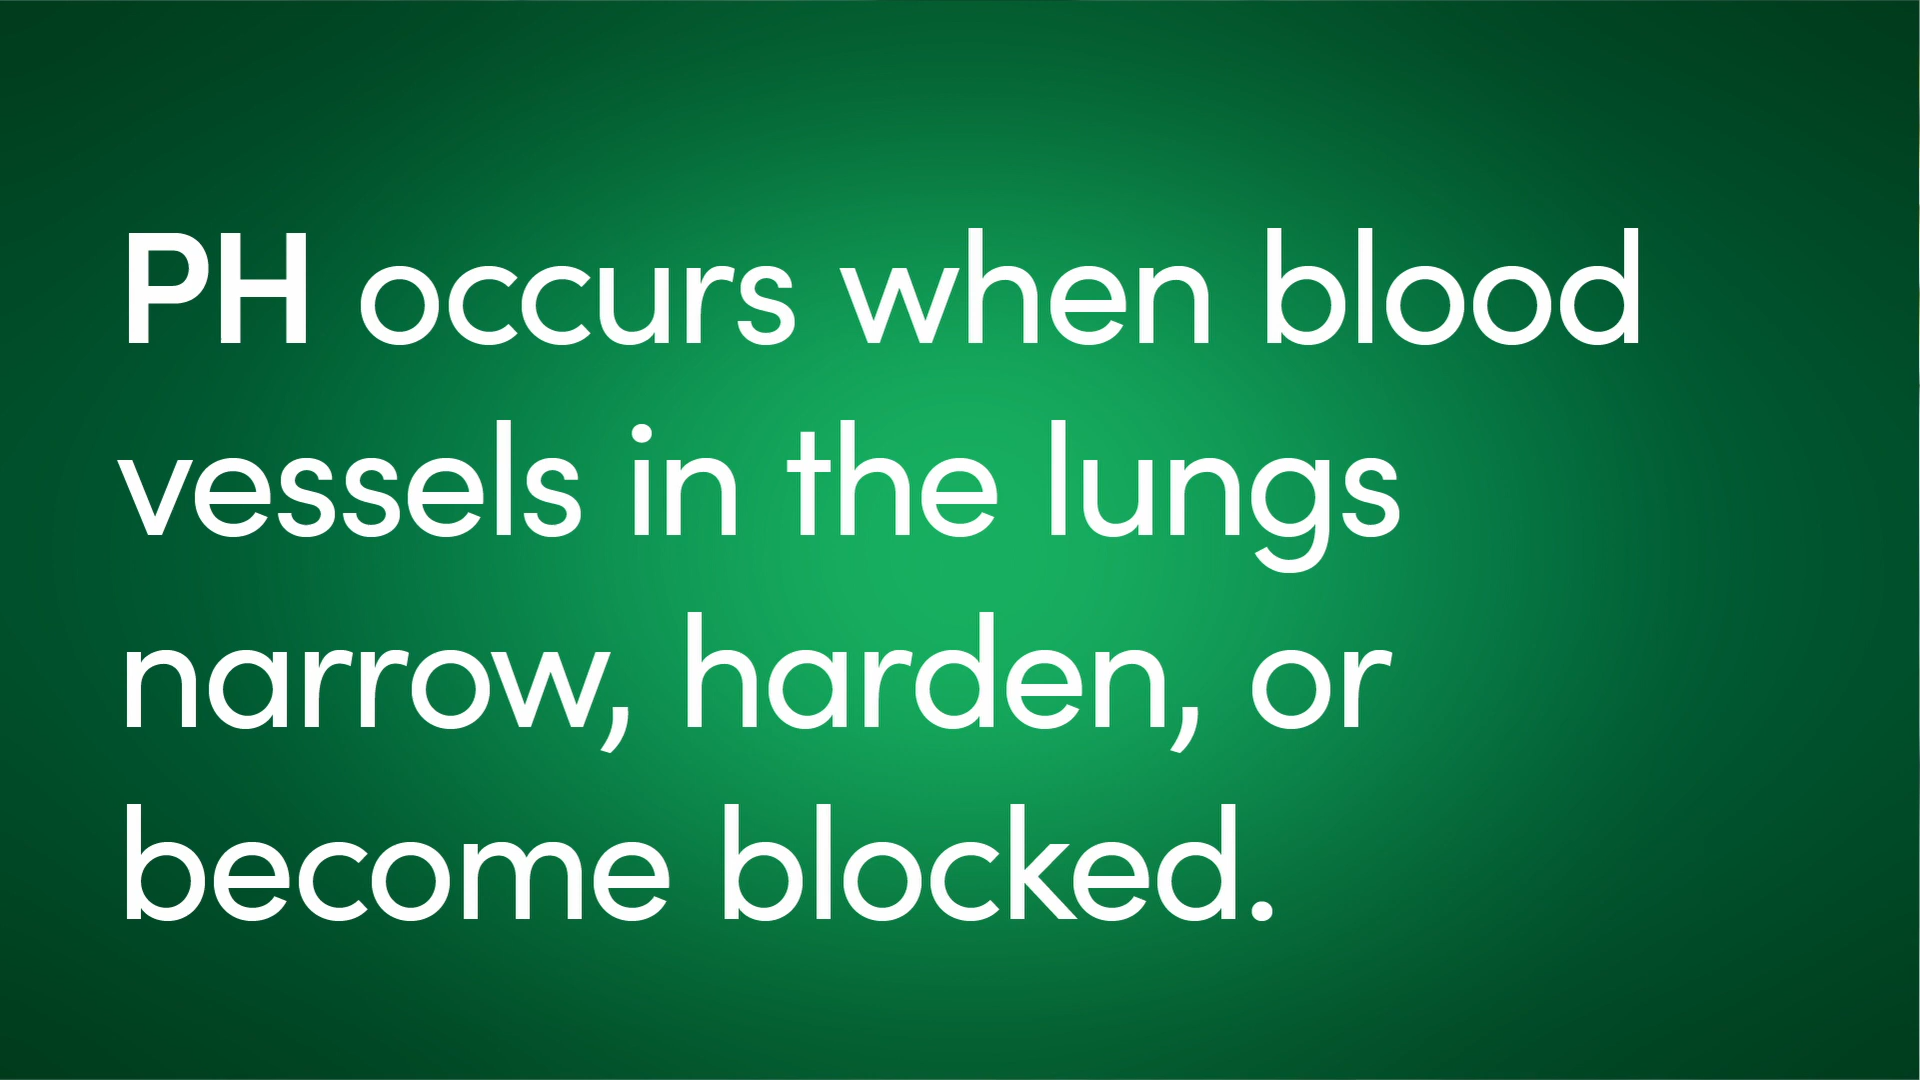 PH occurs when blood
vessels in the lungs
narrow, harden, or
become blocked.